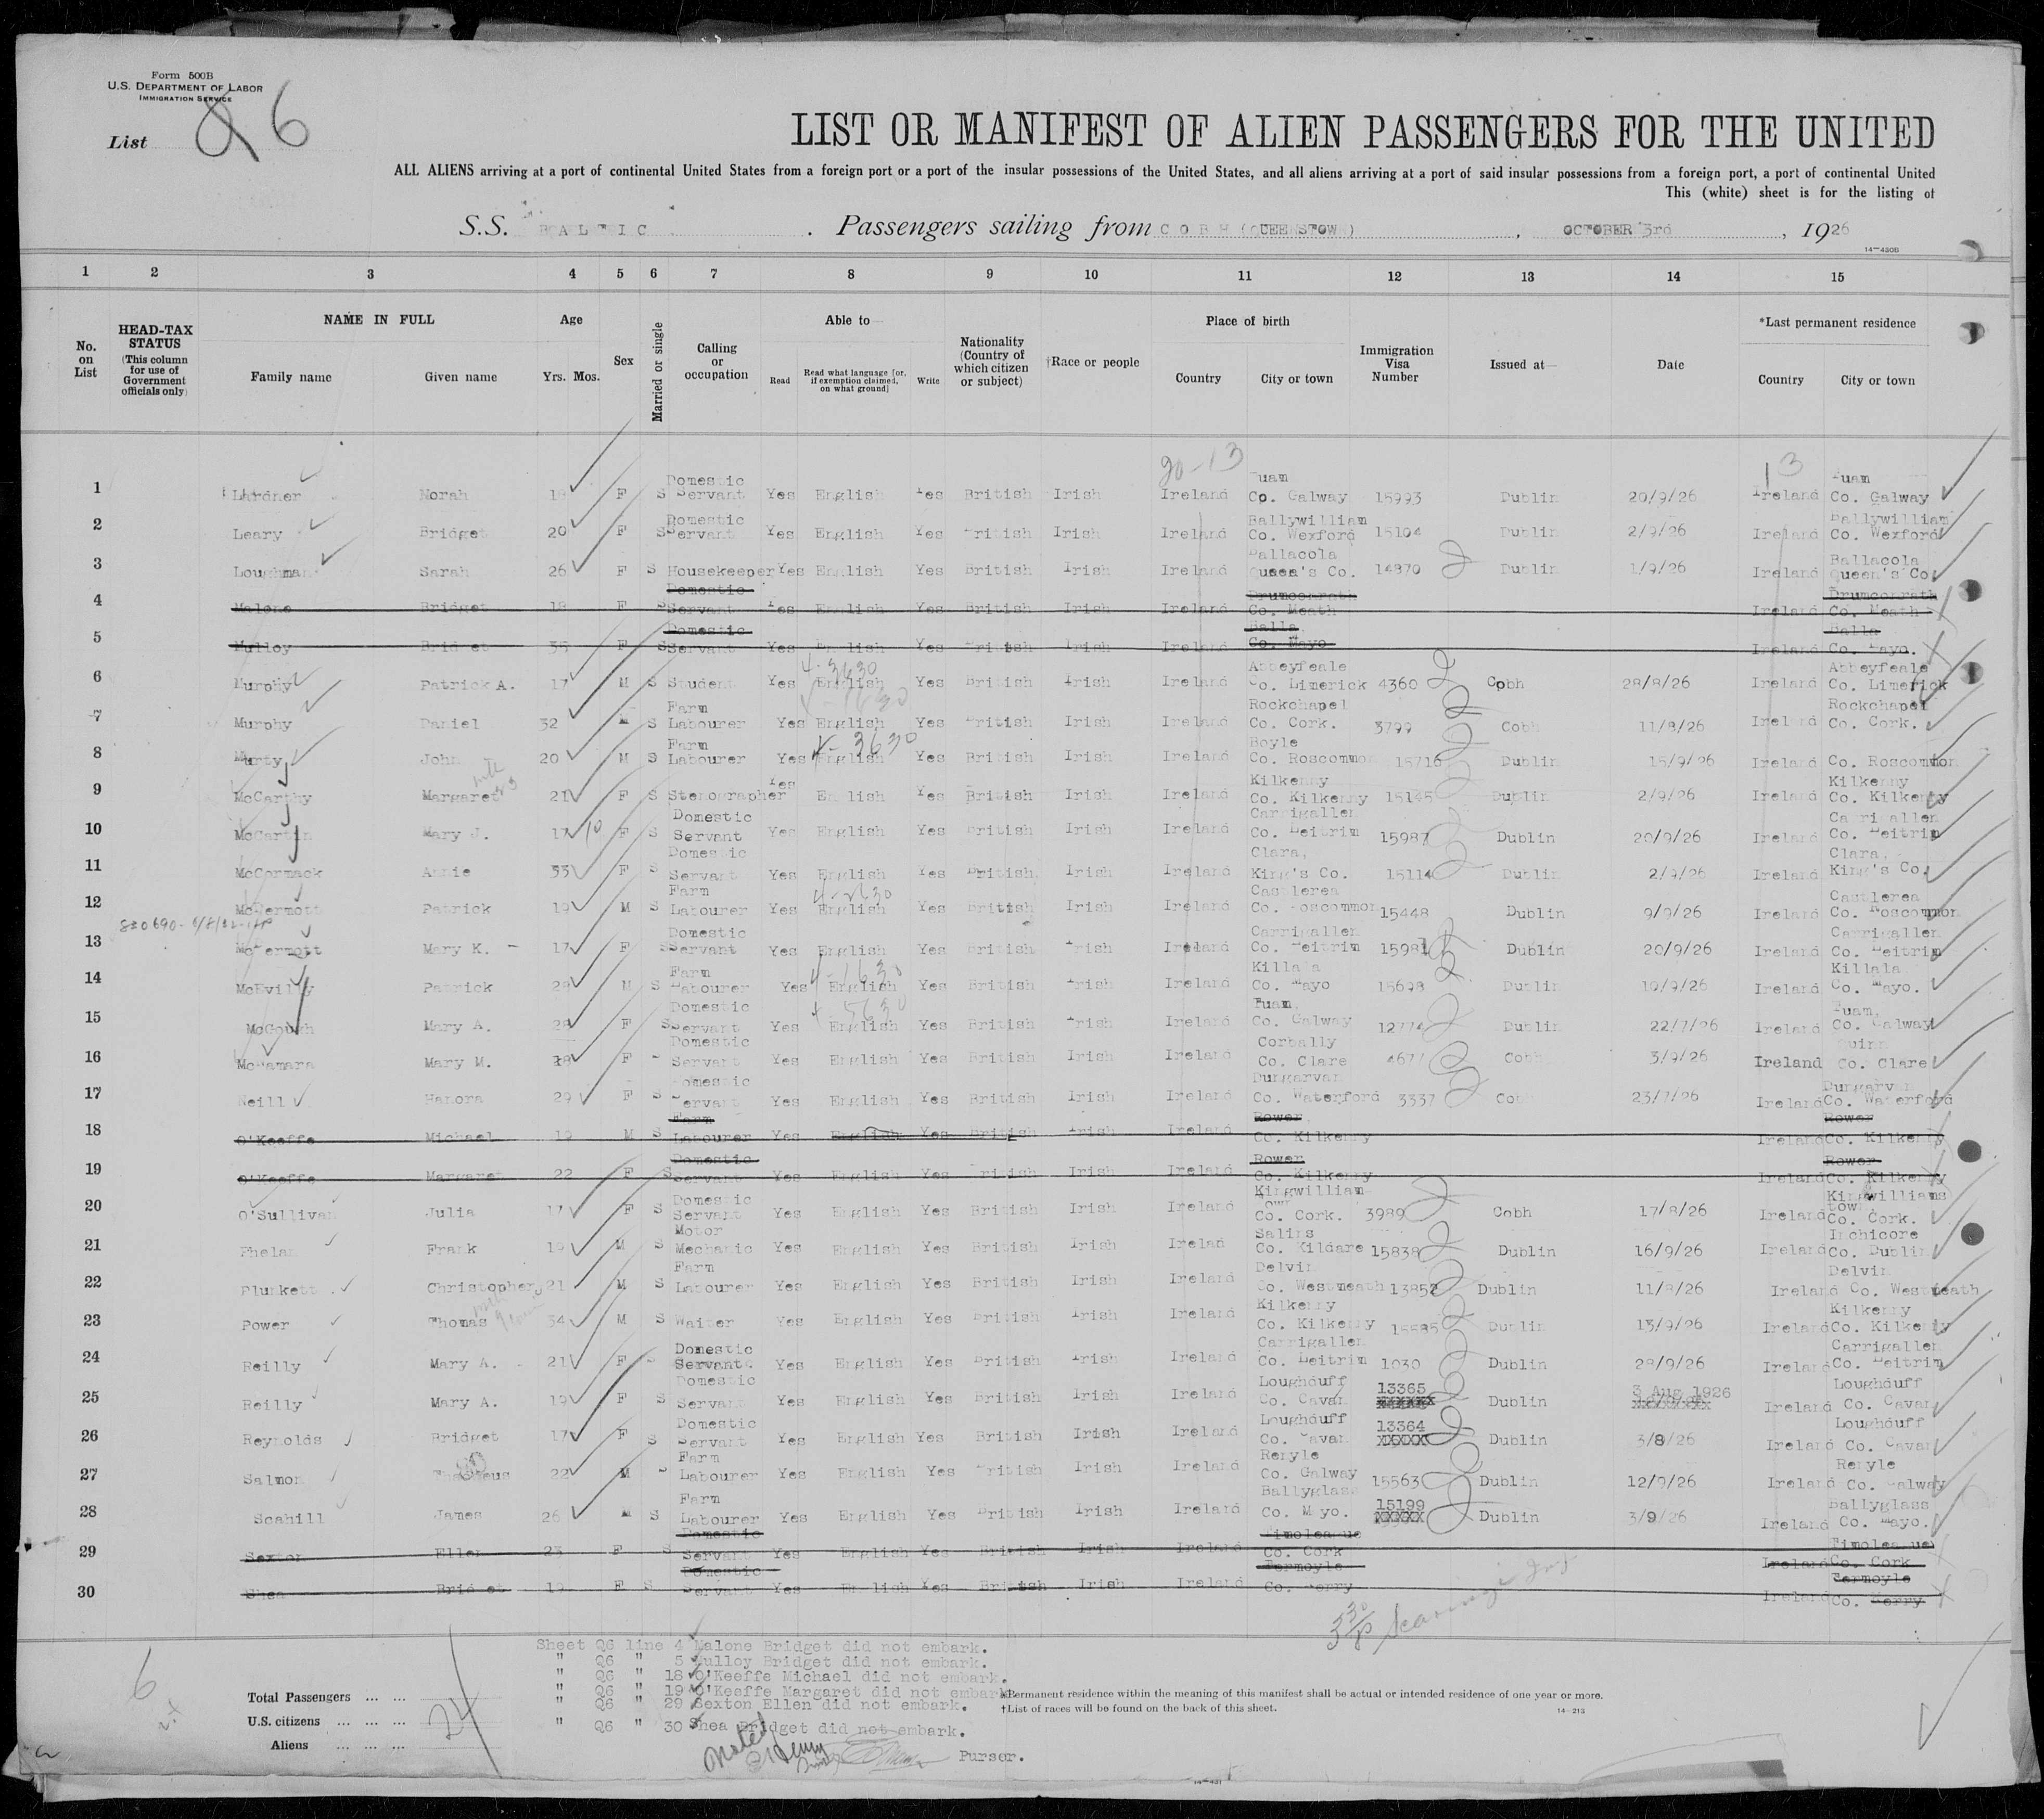 Form 500B
U.S. DEPARTMENT OF LABOR
IMMIGRATION SERVICE
List Q6
LIST OR MANIFEST OF ALIEN PASSENGERS FOR THE UNITED
ALL ALIENS arriving at a port of continental United States from a foreign port or a port of the insular possessions of the United States, and all aliens arriving at a port of said insular possessions from a foreign port, a port of continental United
This (white) sheet is for the listing of
S.S. BALTIC. Passengers sailing from COBH (QUEENSTOWN), OCTOBER 3rd, 1926
14—430B
1 2 3 4 5 6 7 8 9 10 11 12 13 14 15
No. on List
HEAD-TAX STATUS (This column for use of Government officials only)
NAME IN FULL
Family name Given name
Age
Yrs. Mos.
Sex
Married or single
Calling or occupation
Able to
Read
Read what language [or, if exemption claimed, on what ground]
Write
Nationality (Country of which citizen or subject)
†Race or people
Place of birth
Country City or town
Immigration Visa Number
Issued at—
Date
*Last permanent residence
Country City or town
20-13 13
1 Lardner Norah 18 F S Domestic Servant Yes English Yes British Irish Ireland Tuam Co. Galway 15993 Dublin 20/9/26 Ireland Tuam Co. Galway
2 Leary Bridget 20 F S Domestic Servant Yes English Yes British Irish Ireland Ballywilliam Co. Wexford 15104 Dublin 2/9/26 Ireland Ballywilliam Co. Wexford
3 Loughman Sarah 26 F S Housekeeper Yes English Yes British Irish Ireland Ballacola Queen's Co. 14870 Dublin 1/9/26 Ireland Ballacola Queen's Co.
4 Malone Bridget 18 F S Domestic Servant Yes English Yes British Irish Ireland Drumconrath Co. Meath Ireland Drumconrath Co. Meath
5 Mulloy Bridget 35 F S Domestic Servant Yes English Yes British Irish Ireland Balla Co. Mayo Ireland Balla Co. Mayo.
4-3630
6 Murphy Patrick A. 17 M S Student Yes English Yes British Irish Ireland Abbeyfeale Co. Limerick 4360 Cobh 28/8/26 Ireland Abbeyfeale Co. Limerick
7 Murphy Daniel 32 M S Farm Labourer Yes English Yes British Irish Ireland Rockchapel Co. Cork. 3799 Cobh 11/8/26 Ireland Rockchapel Co. Cork.
4-3630
8 Murty John 20 M S Farm Labourer Yes English Yes British Irish Ireland Boyle Co. Roscommon 15716 Dublin 15/9/26 Ireland Co. Roscommon
9 McCarthy Margaret 21 F S Stenographer Yes English Yes British Irish Ireland Kilkenny Co. Kilkenny 15145 Dublin 2/9/26 Ireland Kilkenny Co. Kilkenny
10 McCartin Mary J. 17 10 F S Domestic Servant Yes English Yes British Irish Ireland Carrigallen Co. Leitrim 15987 Dublin 20/9/26 Ireland Carrigallen Co. Leitrim
11 McCormack Annie 33 F S Domestic Servant Yes English Yes British Irish Ireland Clara, King's Co. 15114 Dublin 2/9/26 Ireland Clara, King's Co.
4-3630
12 McDermott Patrick 19 M S Farm Labourer Yes English Yes British Irish Ireland Castlerea Co. Roscommon 15448 Dublin 9/9/26 Ireland Castlerea Co. Roscommon
13 McDermott Mary K. 17 F S Domestic Servant Yes English Yes British Irish Ireland Carrigallen Co. Leitrim 15981 Dublin 20/9/26 Ireland Carrigallen Co. Leitrim
4-1630
14 McEvilly Patrick 28 M S Farm Labourer Yes English Yes British Irish Ireland Killala Co. Mayo 15698 Dublin Ireland Killala Co. Mayo.
4-5630
15 McGough Mary A. 28 F S Domestic Servant Yes English Yes British Irish Ireland Tuam, Co. Galway 12774 Dublin 22/7/26 Ireland Tuam, Co. Galway
16 McNamara Mary M. 18 F Domestic Servant Yes English Yes British Irish Ireland Corbally Co. Clare 4677 Cobh 3/9/26 Ireland Quinn Co. Clare
17 Neill Hanora 29 F S Domestic Servant Yes English Yes British Irish Ireland Dungarvan Co. Waterford 3337 Cobh 23/7/26 Ireland Dungarvan Co. Waterford
18 O'Keeffe Michael 19 M S Farm Labourer Yes English Yes British Irish Ireland Rower Co. Kilkenny Ireland Rower Co. Kilkenny
19 O'Keeffe Margaret 22 F S Domestic Servant Yes English Yes British Irish Ireland Rower Co. Kilkenny Ireland Rower Co. Kilkenny
20 O'Sullivan Julia 17 F S Domestic Servant Yes English Yes British Irish Ireland Kingwilliam town Co. Cork. 3989 Cobh 17/8/26 Ireland Kingwilliams town Co. Cork.
21 Phelan Frank 19 M S Motor Mechanic Yes English Yes British Irish Ireland Salins Co. Kildare 15838 Dublin 16/9/26 Ireland Inchicore Co. Dublin
22 Plunkett Christopher 21 M S Farm Labourer Yes English Yes British Irish Ireland Delvin Co. Westmeath 13852 Dublin 11/8/26 Ireland Delvin Co. Westmeath
23 Power Thomas 34 M S Waiter Yes English Yes British Irish Ireland Kilkenny Co. Kilkenny 15585 Dublin 13/9/26 Ireland Kilkenny Co. Kilkenny
24 Reilly Mary A. 21 F Domestic Servant Yes English Yes British Irish Ireland Carrigallen Co. Leitrim 1030 Dublin 28/9/26 Ireland Carrigallen Co. Leitrim
25 Reilly Mary A. 19 F S Domestic Servant Yes English Yes British Irish Ireland Loughduff Co. Cavan 13365 XXXXX Dublin 3 Aug 1926 Ireland Loughduff Co. Cavan
26 Reynolds Bridget 17 F S Domestic Servant Yes English Yes British Irish Ireland Loughduff Co. Cavan 13364 XXXXX Dublin 3/8/26 Ireland Loughduff Co. Cavan
27 Salmon 22 M Farm Labourer Yes English Yes British Irish Ireland Renyle Co. Galway 15563 Dublin 12/9/26 Ireland Renyle Co. Galway
28 Scahill James 26 M S Farm Labourer Yes English Yes British Irish Ireland Ballyglass Co. Mayo. 15199 XXXXX Dublin 3/9/26 Ireland Ballyglass Co. Mayo.
29 Sexton Ellen 23 F S Domestic Servant Yes English Yes British Irish Ireland Timoleague Co. Cork Ireland Timoleague Co. Cork
30 Shea Bridget 19 F S Domestic Servant Yes English Yes British Irish Ireland Fermoyle Co. Kerry Ireland Fermoyle Co. Kerry
Sheet Q6 line 4 Malone Bridget did not embark.
" Q6 " 5 Mulloy Bridget did not embark.
" Q6 " 18 O'Keeffe Michael did not embark.
" Q6 " 19 O'Keeffe Margaret did not embark.
" Q6 " 29 Sexton Ellen did not embark.
" Q6 " 30 Shea Bridget did not embark.
Purser.
6
Total Passengers
U.S. citizens
Aliens
24
Noted
*Permanent residence within the meaning of this manifest shall be actual or intended residence of one year or more.
†List of races will be found on the back of this sheet.
14—213
14—431